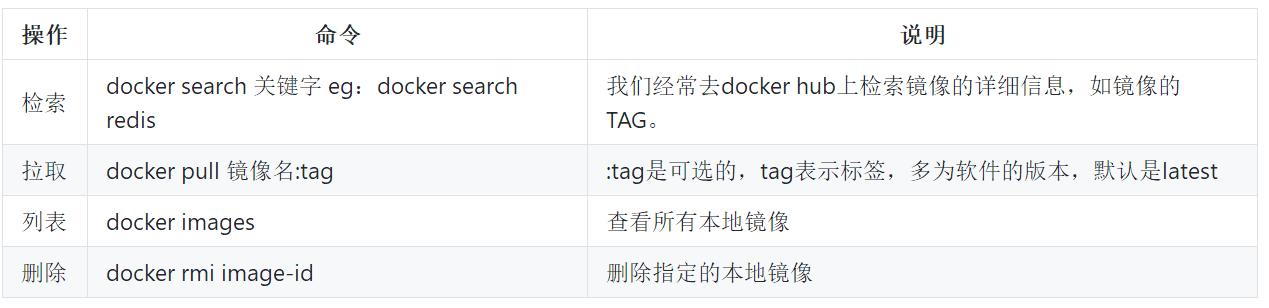 操作 命令 说明
检索 docker search 关键字 eg：docker search redis 我们经常去docker hub上检索镜像的详细信息，如镜像的TAG。
拉取 docker pull 镜像名:tag :tag是可选的，tag表示标签，多为软件的版本，默认是latest
列表 docker images 查看所有本地镜像
删除 docker rmi image-id 删除指定的本地镜像